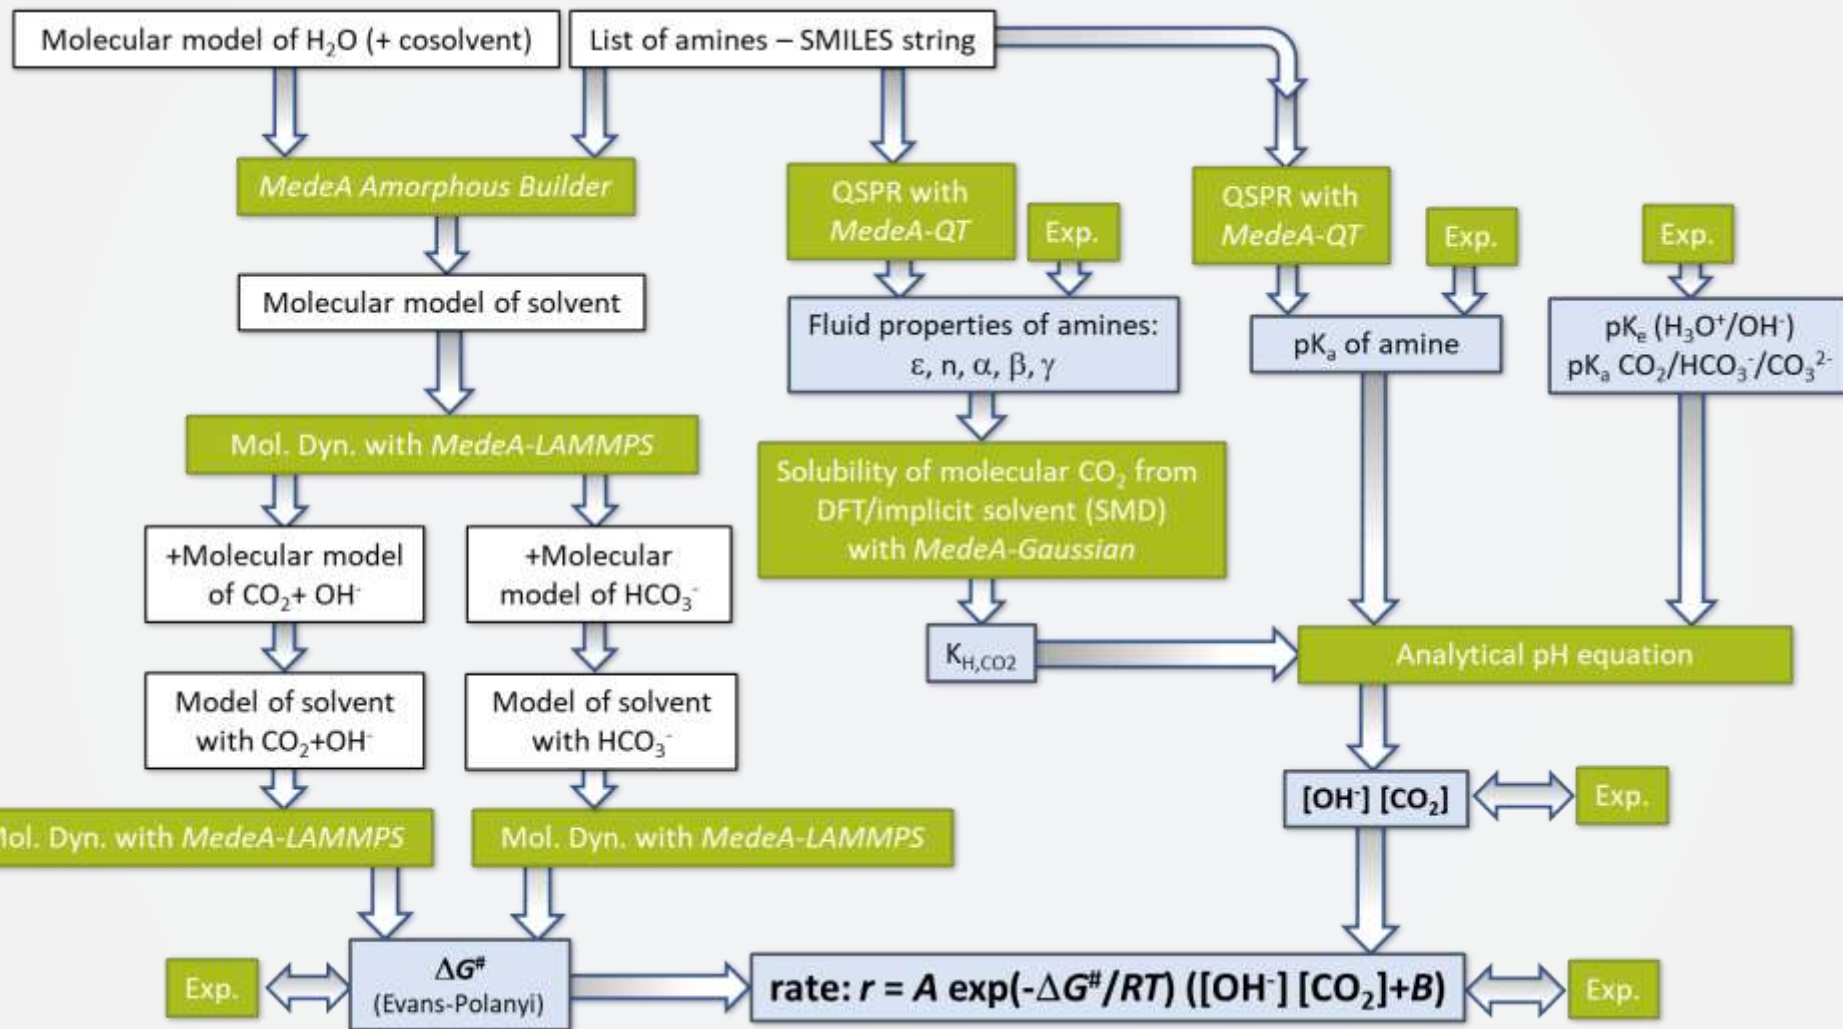 Molecular model of H₂O (+ cosolvent)
List of amines – SMILES string
MedeA Amorphous Builder
QSPR with
MedeA-QT
Exp.
QSPR with
MedeA-QT
Exp.
Exp.
Molecular model of solvent
Fluid properties of amines:
ε, n, α, β, γ
pKₐ of amine
pKₑ (H₃O⁺/OH⁻)
pKₐ CO₂/HCO₃⁻/CO₃²⁻
Mol. Dyn. with MedeA-LAMMPS
Solubility of molecular CO₂ from
DFT/implicit solvent (SMD)
with MedeA-Gaussian
+Molecular model
of CO₂+ OH⁻
+Molecular
model of HCO₃⁻
K_H,CO2
Analytical pH equation
Model of solvent
with CO₂+OH⁻
Model of solvent
with HCO₃⁻
[OH⁻] [CO₂]
Exp.
Mol. Dyn. with MedeA-LAMMPS
Mol. Dyn. with MedeA-LAMMPS
Exp.
ΔG#
(Evans-Polanyi)
rate: r = A exp(-ΔG#/RT) ([OH⁻] [CO₂]+B)
Exp.